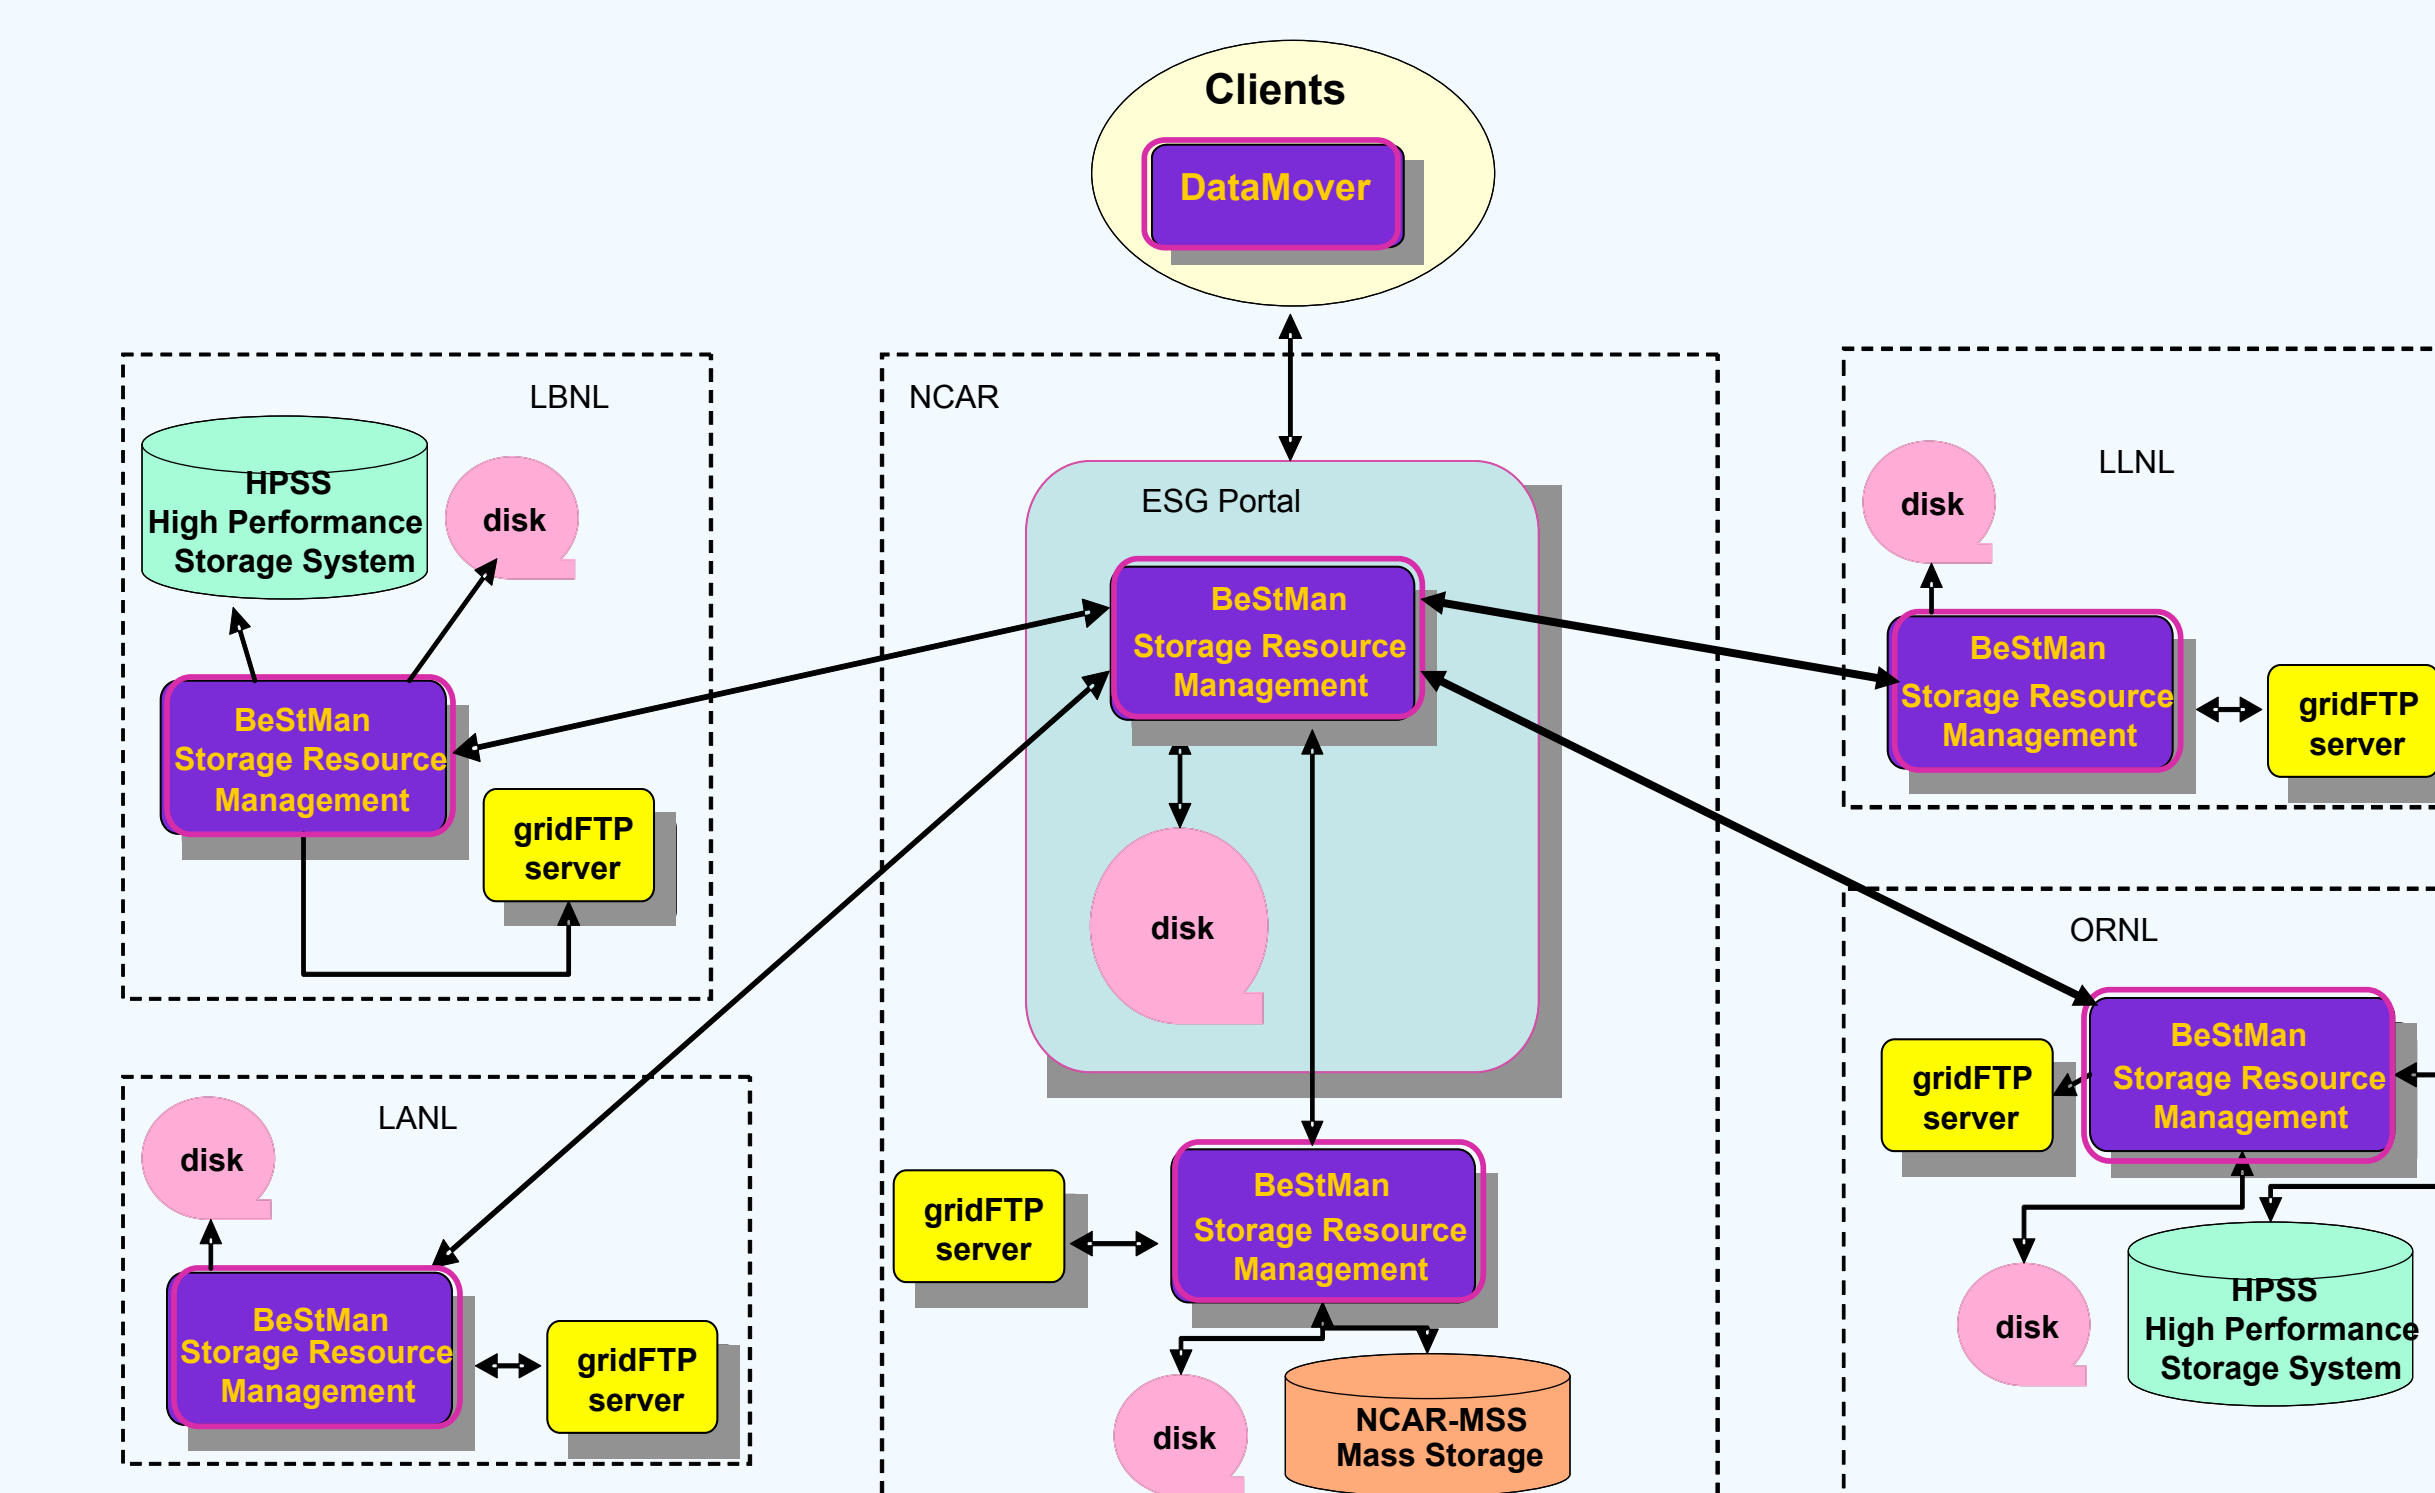 Clients
DataMover
LBNL
HPSS
High Performance
Storage System
disk
BeStMan
Storage Resource
Management
gridFTP
server
NCAR
ESG Portal
BeStMan
Storage Resource
Management
disk
LLNL
disk
BeStMan
Storage Resource
Management
gridFTP
server
LANL
disk
BeStMan
Storage Resource
Management
gridFTP
server
gridFTP
server
BeStMan
Storage Resource
Management
disk
NCAR-MSS
Mass Storage
ORNL
gridFTP
server
BeStMan
Storage Resource
Management
disk
HPSS
High Performance
Storage System